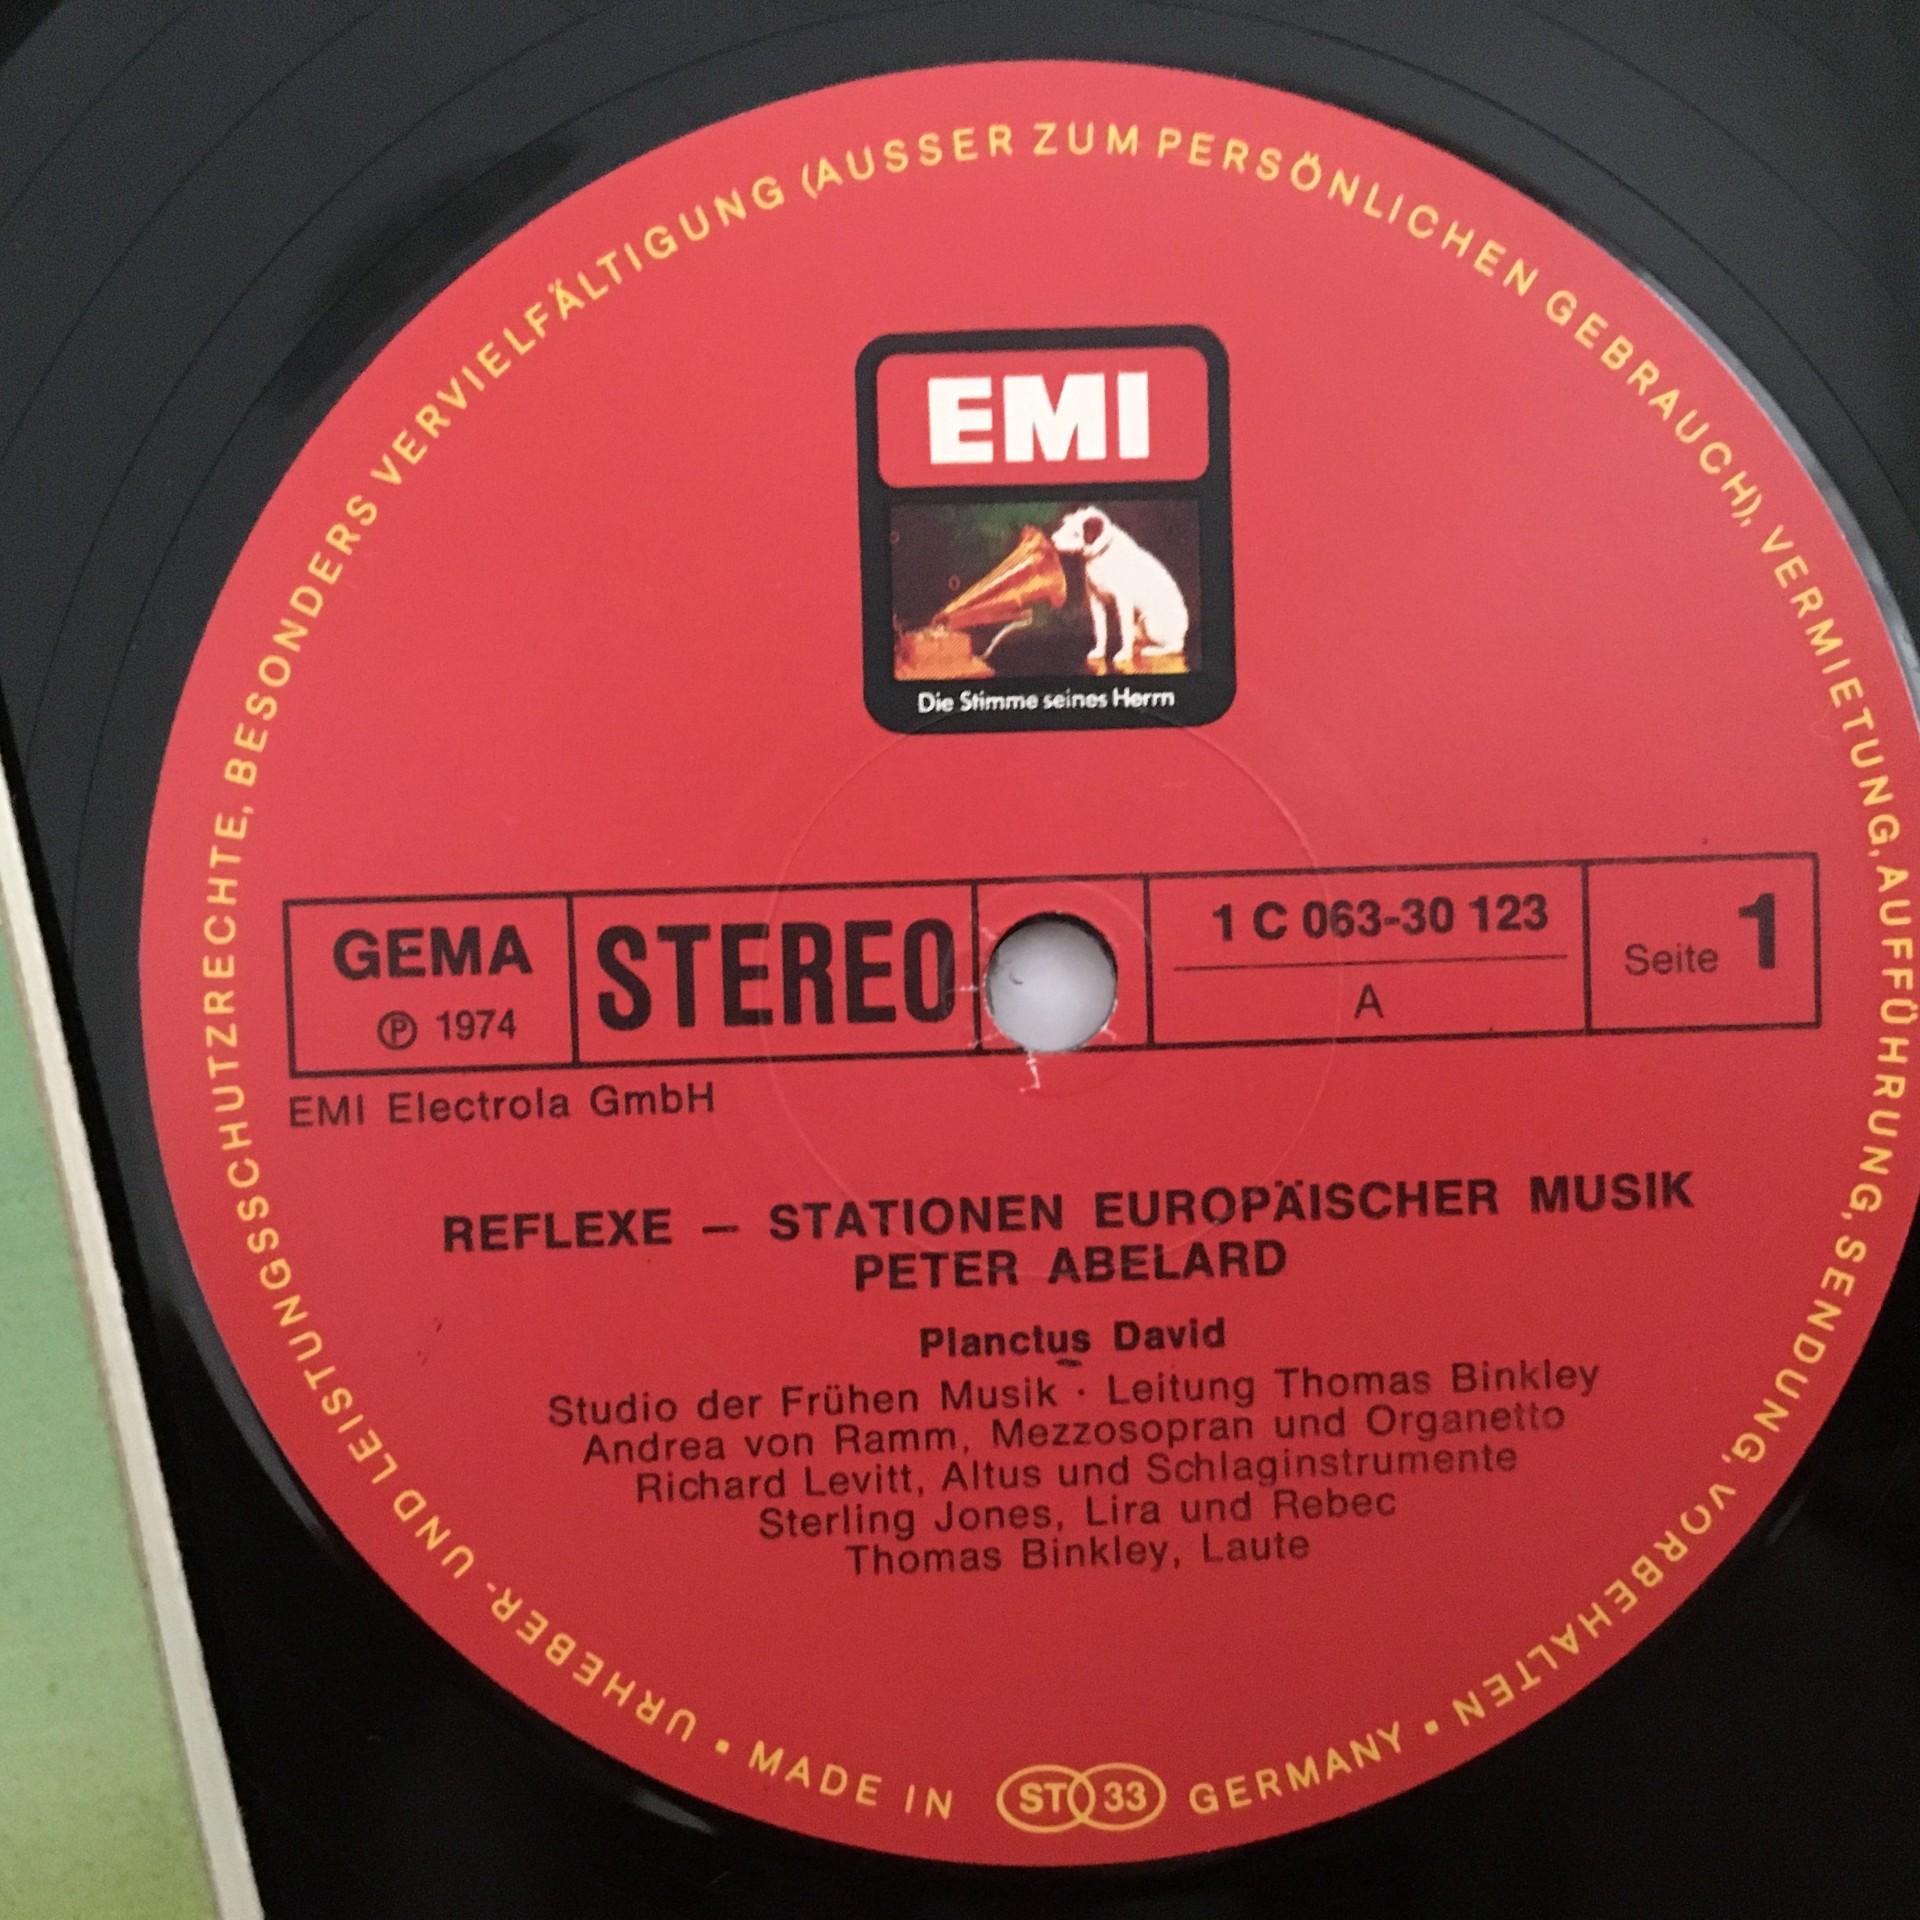 URHEBER- UND LEISTUNGSSCHUTZRECHTE, BESONDERS VERVIELFÄLTIGUNG (AUSSER ZUM PERSÖNLICHEN GEBRAUCH), VERMIETUNG, AUFFÜHRUNG, SENDUNG, VORBEHALTEN
EMI
Die Stimme seines Herrn
GEMA
Ⓟ 1974
STEREO
1 C 063-30 123
A
Seite 1
EMI Electrola GmbH
REFLEXE – STATIONEN EUROPÄISCHER MUSIK
PETER ABELARD
Planctus David
Studio der Frühen Musik · Leitung Thomas Binkley
Andrea von Ramm, Mezzosopran und Organetto
Richard Levitt, Altus und Schlaginstrumente
Sterling Jones, Lira und Rebec
Thomas Binkley, Laute
• MADE IN ST 33 GERMANY •